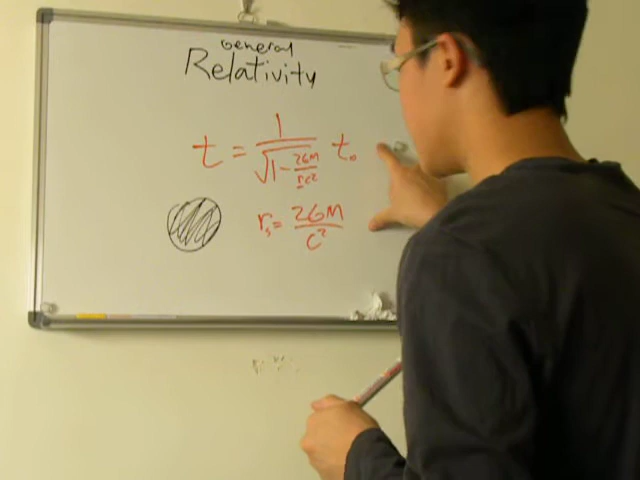 General
Relativity
t = 1/√(1-2GM/rc²) t₀
rₛ = 2GM/c²